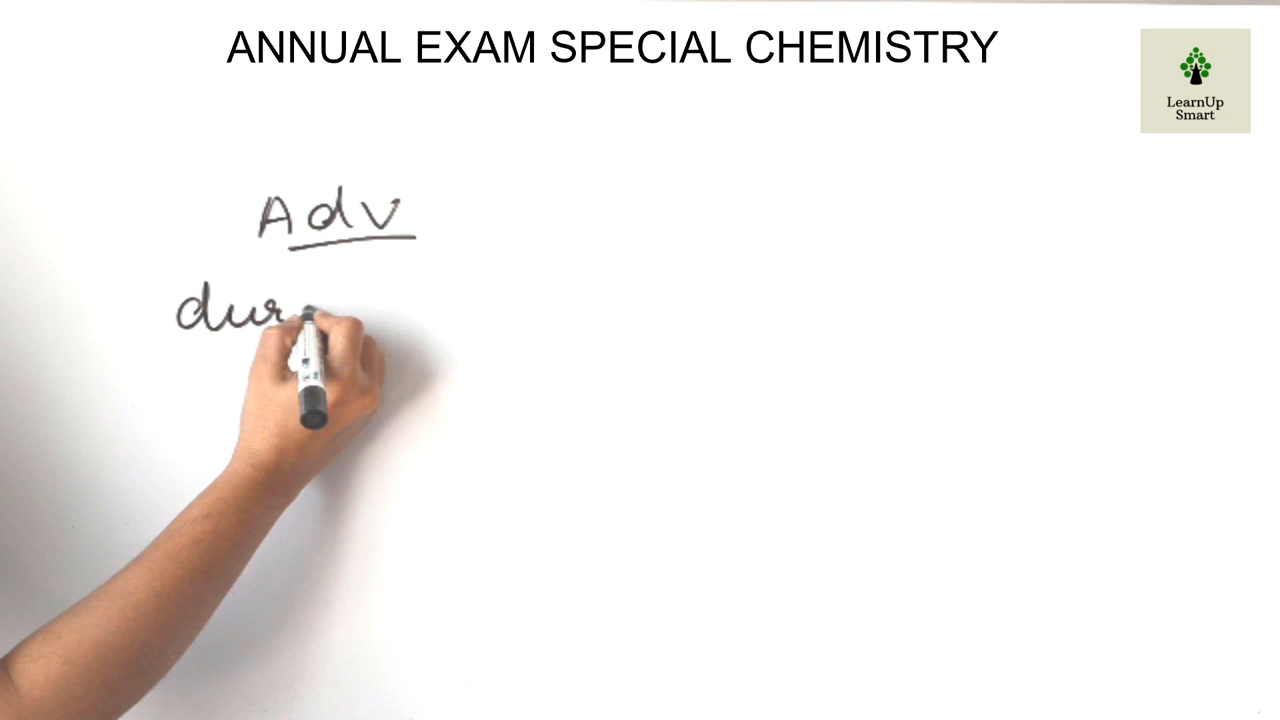 ANNUAL EXAM SPECIAL CHEMISTRY
LearnUp
Smart
Adv
dur